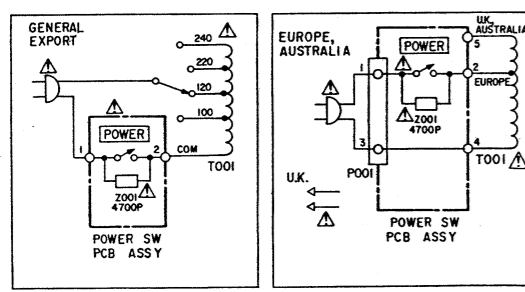 GENERAL
EXPORT
240
220
120
100
POWER
1
2
COM
T001
Z001
4700P
POWER SW
PCB ASSY
EUROPE,
AUSTRALIA
U.K.,
AUSTRALIA
5
POWER
1
2
EUROPE
Z001
4700P
3
4
P001
T001
U.K.
POWER SW
PCB ASSY